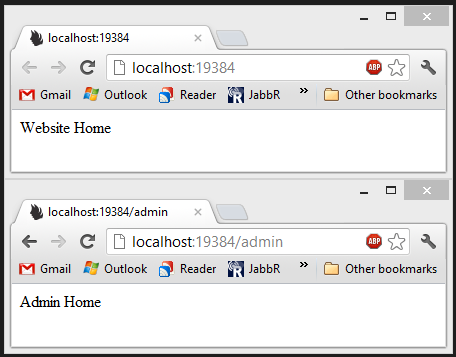 localhost:19384
localhost:19384
ABP
Gmail Outlook Reader JabbR » Other bookmarks
Website Home
localhost:19384/admin
localhost:19384/admin
ABP
Gmail Outlook Reader JabbR » Other bookmarks
Admin Home